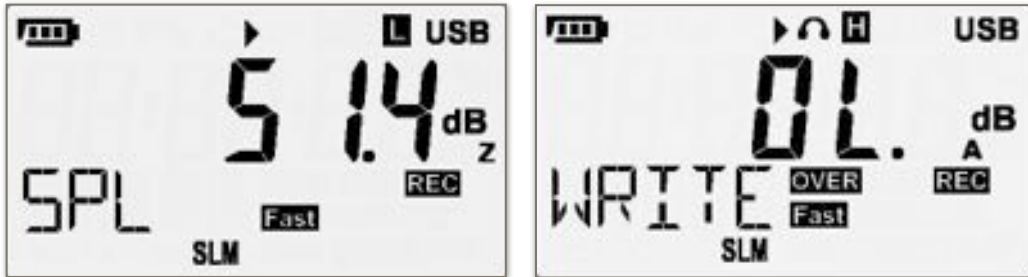 L USB
51.4 dB
Z
SPL
REC
Fast
SLM
H USB
OL. dB
A
WRITE OVER REC
Fast
SLM